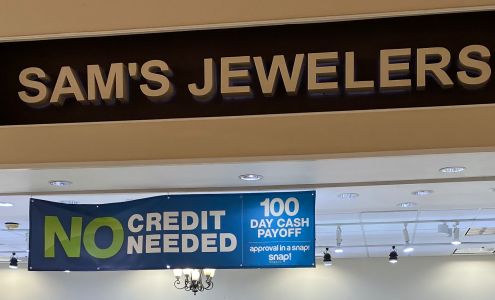 SAM'S JEWELERS
NO CREDIT NEEDED
100
DAY CASH
PAYOFF
approval in a snap!
snap!